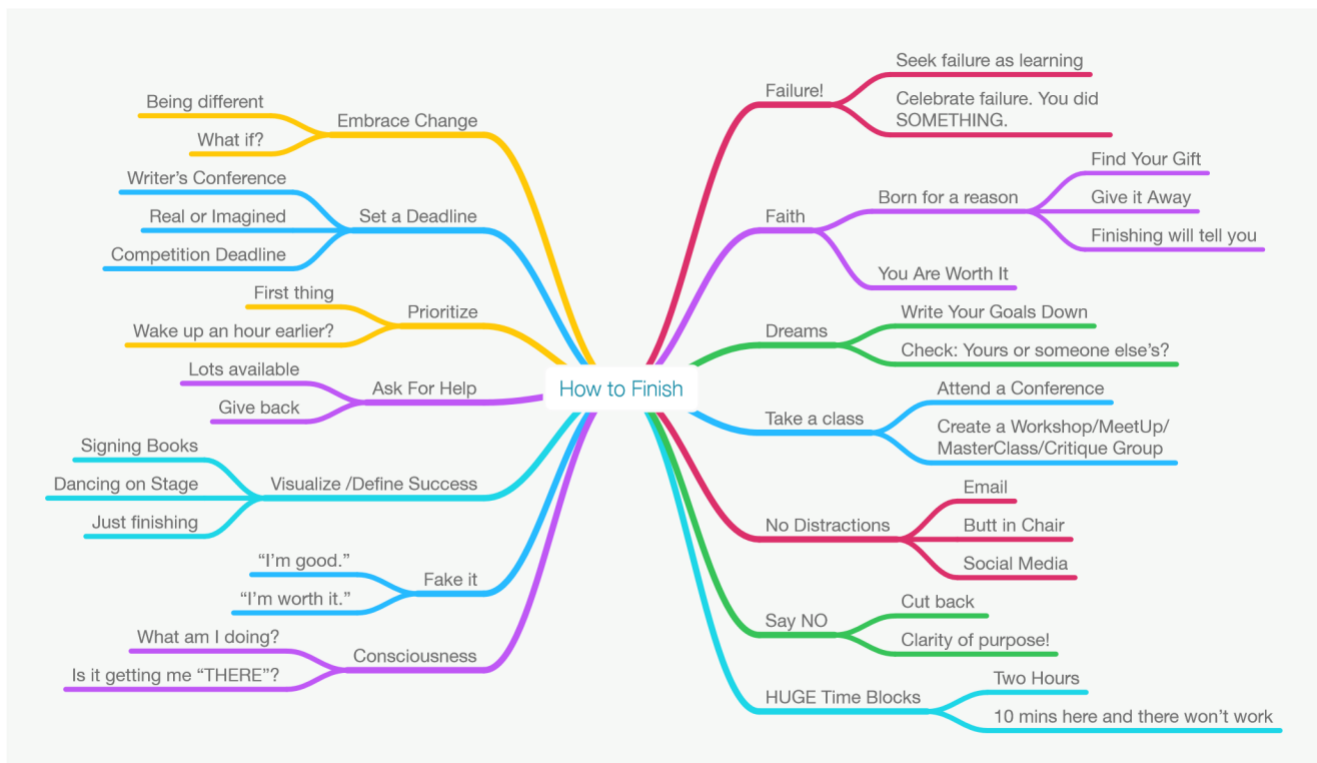 How to Finish
Embrace Change
Being different
What if?
Set a Deadline
Writer’s Conference
Real or Imagined
Competition Deadline
Prioritize
First thing
Wake up an hour earlier?
Ask For Help
Lots available
Give back
Visualize /Define Success
Signing Books
Dancing on Stage
Just finishing
Fake it
“I’m good.”
“I’m worth it.”
Consciousness
What am I doing?
Is it getting me “THERE”?
Failure!
Seek failure as learning
Celebrate failure. You did
SOMETHING.
Faith
Born for a reason
Find Your Gift
Give it Away
Finishing will tell you
You Are Worth It
Dreams
Write Your Goals Down
Check: Yours or someone else’s?
Take a class
Attend a Conference
Create a Workshop/MeetUp/
MasterClass/Critique Group
No Distractions
Email
Butt in Chair
Social Media
Say NO
Cut back
Clarity of purpose!
HUGE Time Blocks
Two Hours
10 mins here and there won’t work